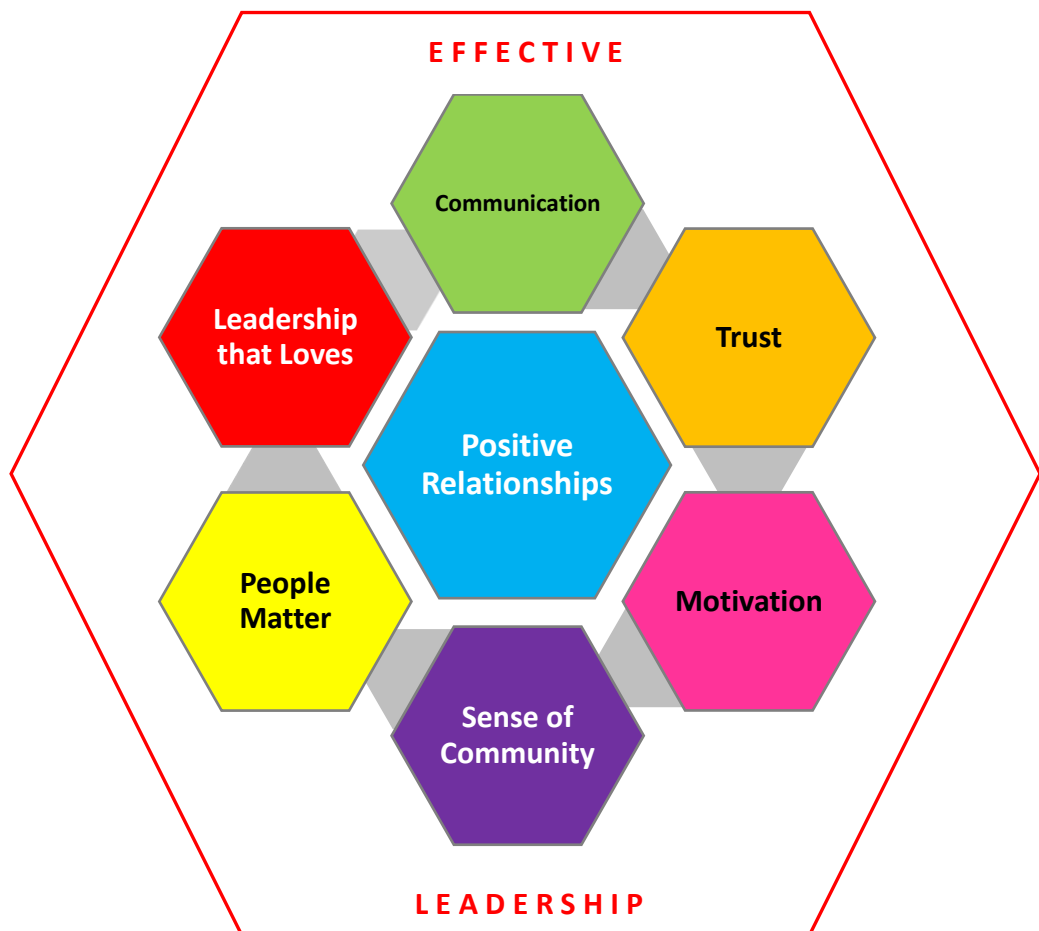 EFFECTIVE
Communication
Leadership
that Loves
Trust
Positive
Relationships
People
Matter
Motivation
Sense of
Community
LEADERSHIP